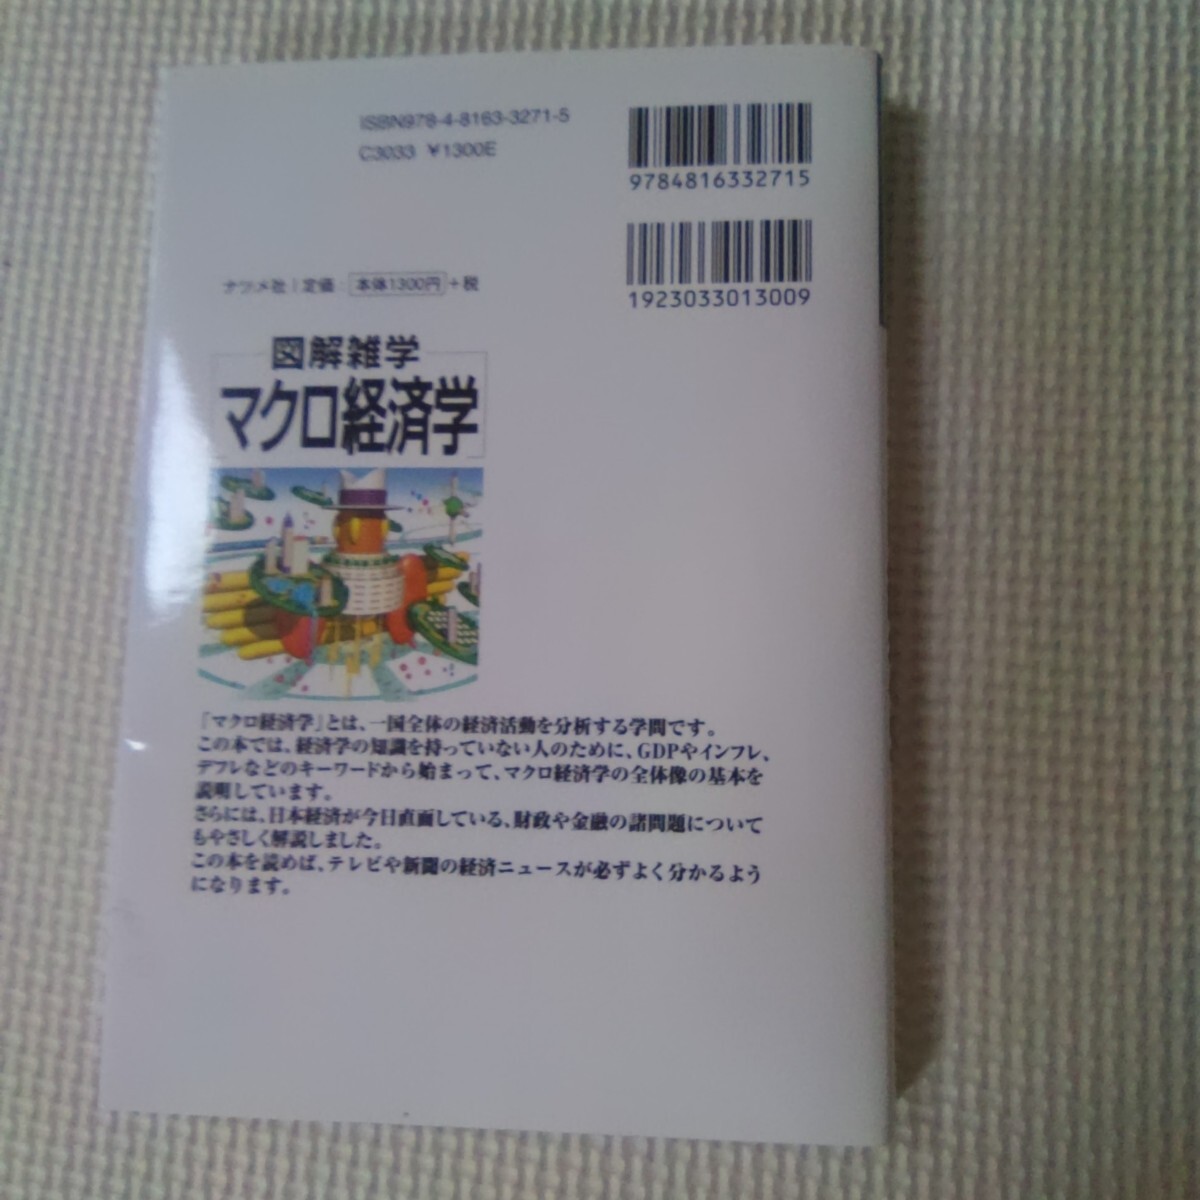 ISBN978-4-8163-3271-5
C3033 ¥1300E
9784816332715
1923033013009
ナツメ社 | 定価: 本体1300円 +税
図解雑学
マクロ経済学
「マクロ経済学」とは、一国全体の経済活動を分析する学問です。
この本では、経済学の知識を持っていない人のために、GDPやインフレ、
デフレなどのキーワードから始まって、マクロ経済学の全体像の基本を
説明しています。
さらには、日本経済が今日直面している、財政や金融の諸問題について
もやさしく解説しました。
この本を読めば、テレビや新聞の経済ニュースが必ずよく分かるよう
になります。